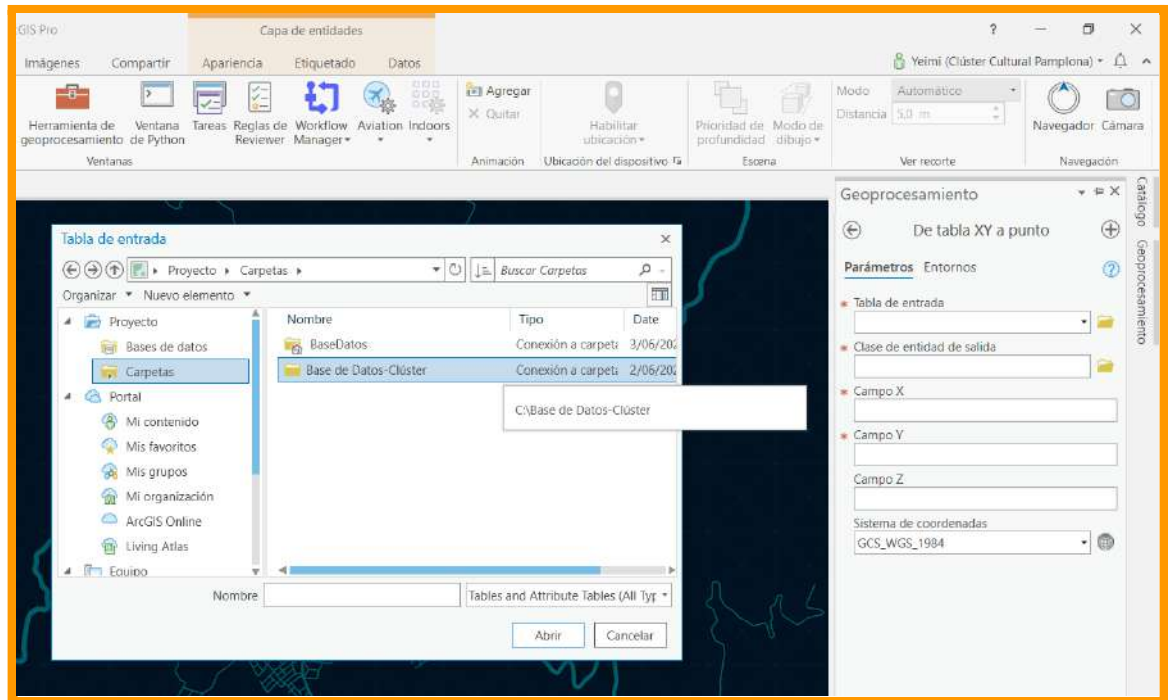 GIS Pro
Capa de entidades
?
Imágenes Compartir Apariencia Etiquetado Datos
Yeimi (Clúster Cultural Pamplona)
Herramienta de geoprocesamiento
Ventana de Python
Tareas
Reglas de Reviewer
Workflow Manager
Aviation
Indoors
Ventanas
Agregar
Quitar
Animación
Habilitar ubicación
Ubicación del dispositivo
Prioridad de profundidad
Modo de dibujo
Escena
Modo Automático
Distancia 5,0 m
Ver recorte
Navegador
Cámara
Navegación
Tabla de entrada
Proyecto Carpetas
Buscar Carpetas
Organizar Nuevo elemento
Proyecto
Bases de datos
Carpetas
Portal
Mi contenido
Mis favoritos
Mis grupos
Mi organización
ArcGIS Online
Living Atlas
Equipo
Nombre Tipo Date
BaseDatos Conexión a carpeta 3/06/202
Base de Datos-Clúster Conexión a carpeta 2/06/202
C:\Base de Datos-Clúster
Nombre
Tables and Attribute Tables (All Typ
Abrir Cancelar
Geoprocesamiento
De tabla XY a punto
Parámetros Entornos
?
* Tabla de entrada
* Clase de entidad de salida
* Campo X
* Campo Y
Campo Z
Sistema de coordenadas
GCS_WGS_1984
Catálogo
Geoprocesamiento